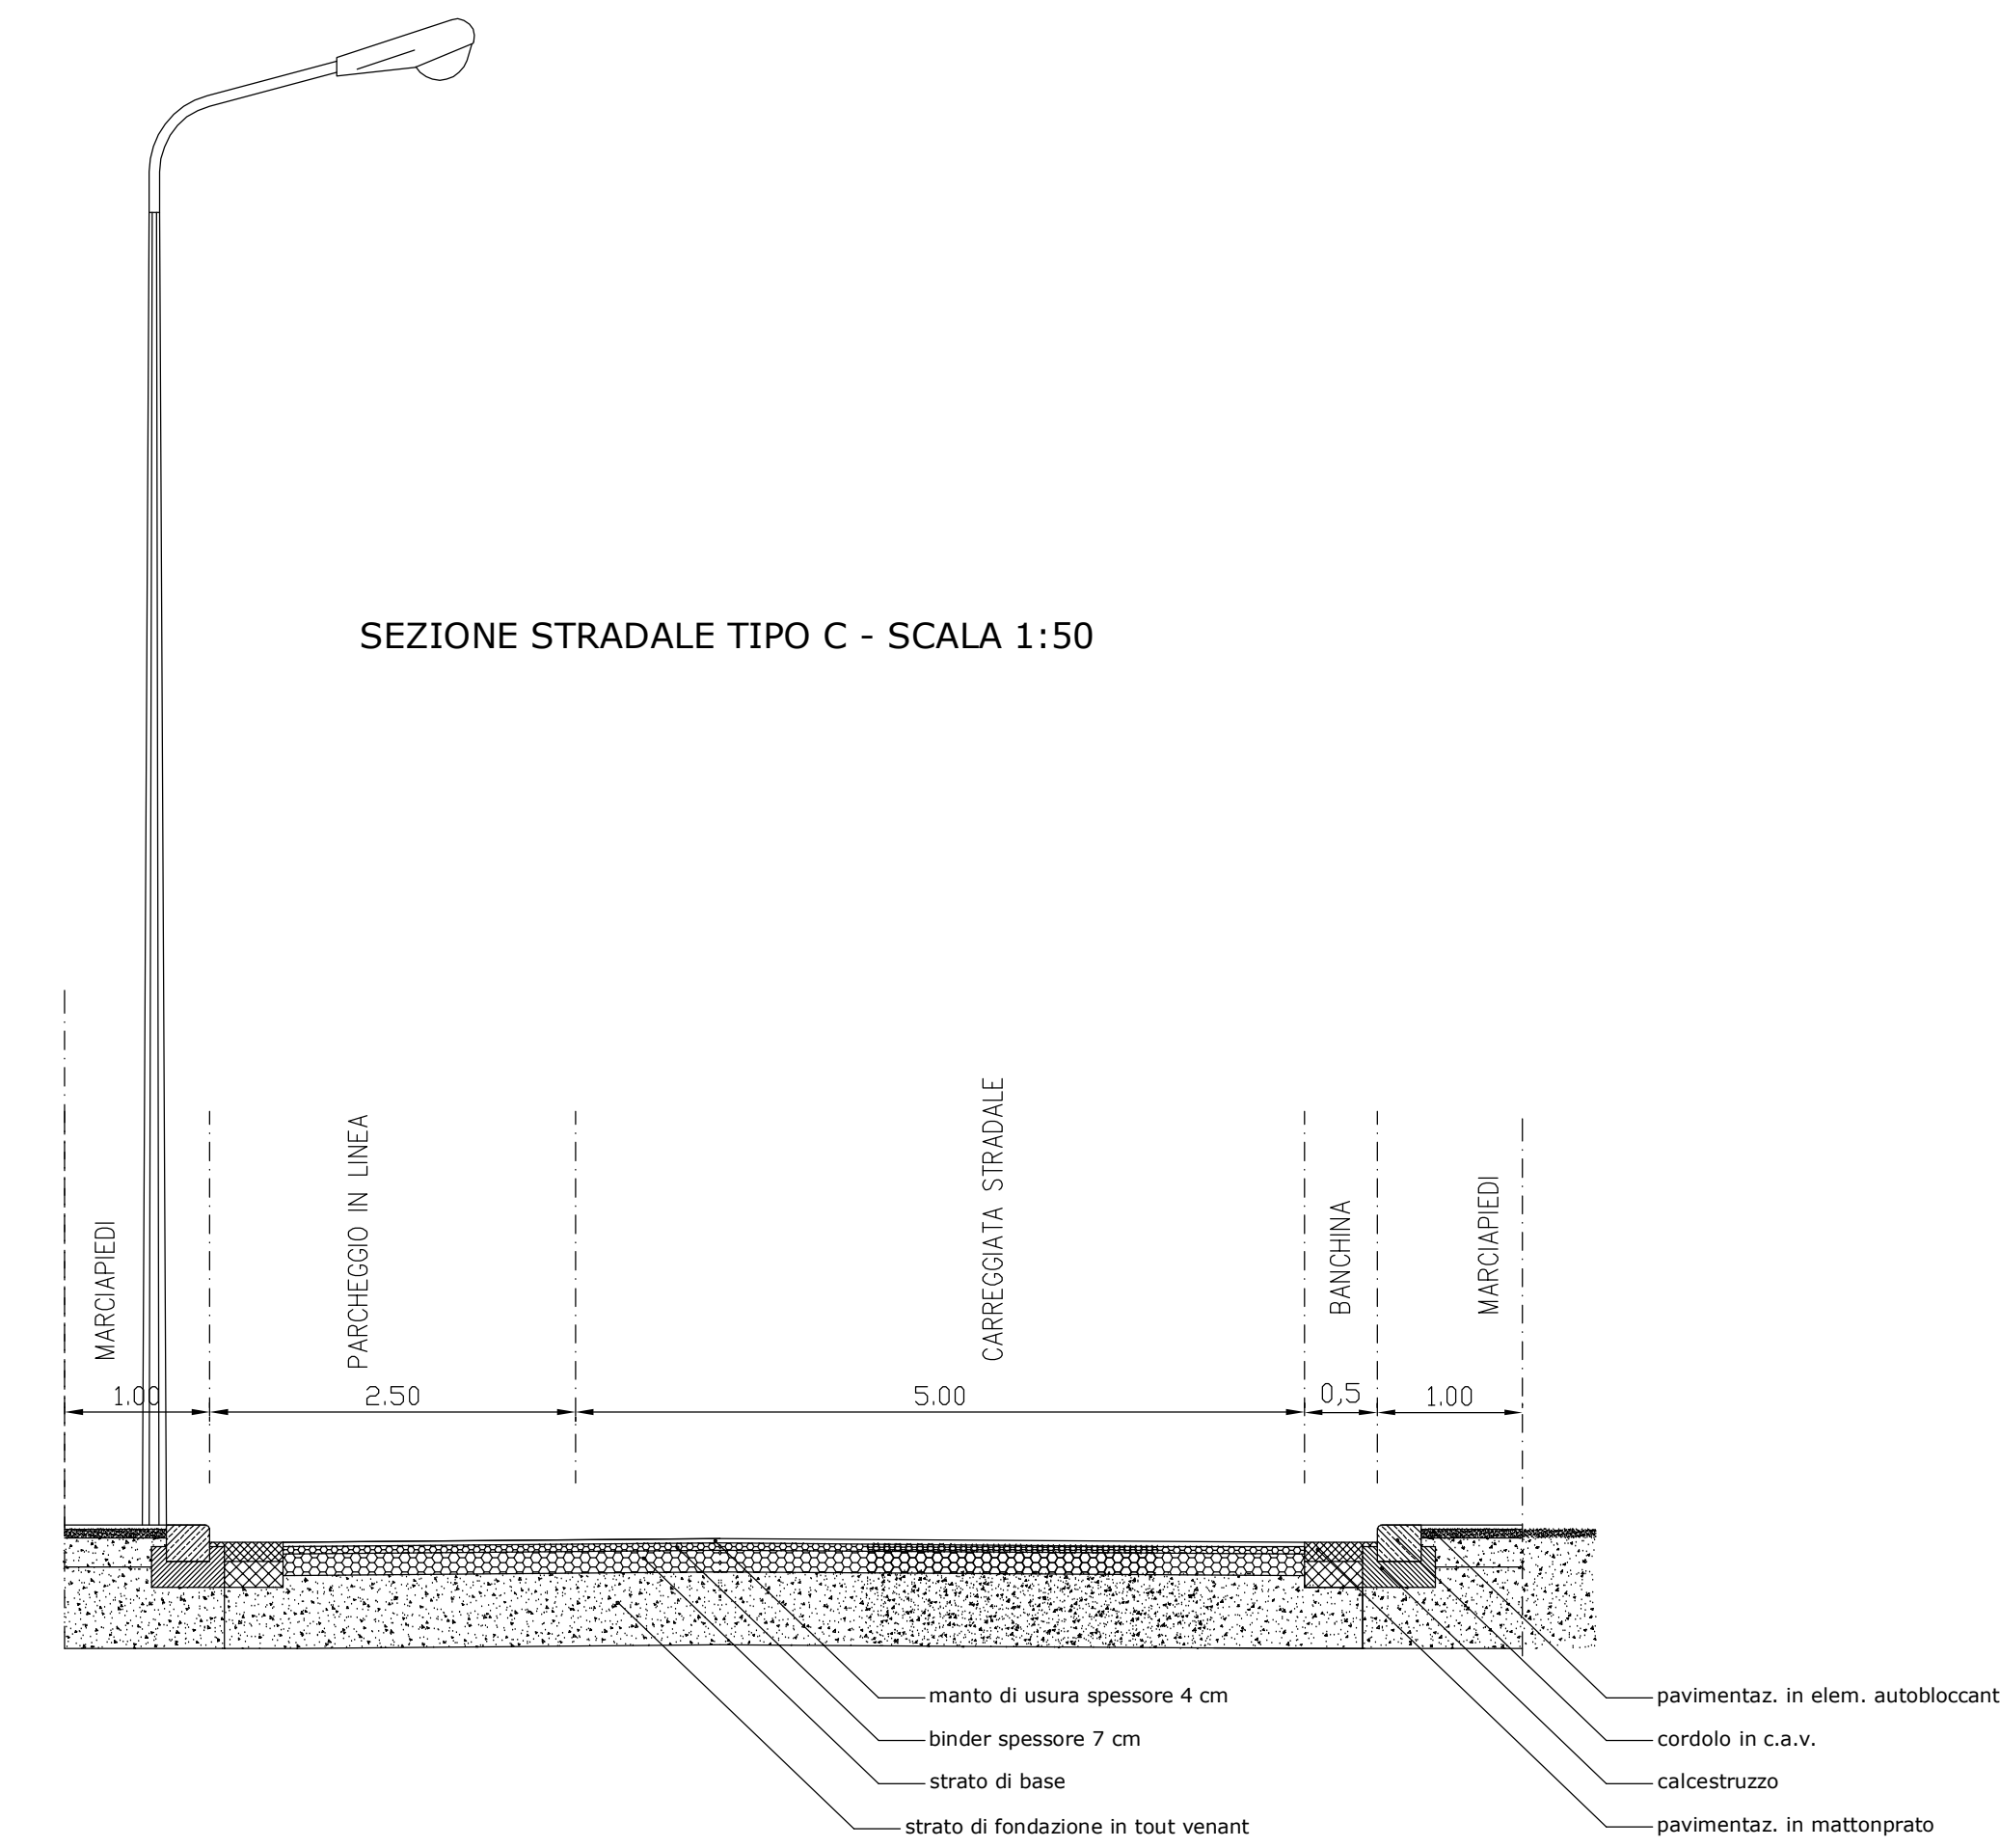 SEZIONE STRADALE TIPO C - SCALA 1:50
MARCIAPIEDI
PARCHEGGIO IN LINEA
CARREGGIATA STRADALE
BANCHINA
MARCIAPIEDI
1.00
2.50
5.00
0,5
1.00
manto di usura spessore 4 cm
binder spessore 7 cm
strato di base
strato di fondazione in tout venant
pavimentaz. in elem. autobloccant
cordolo in c.a.v.
calcestruzzo
pavimentaz. in mattonprato